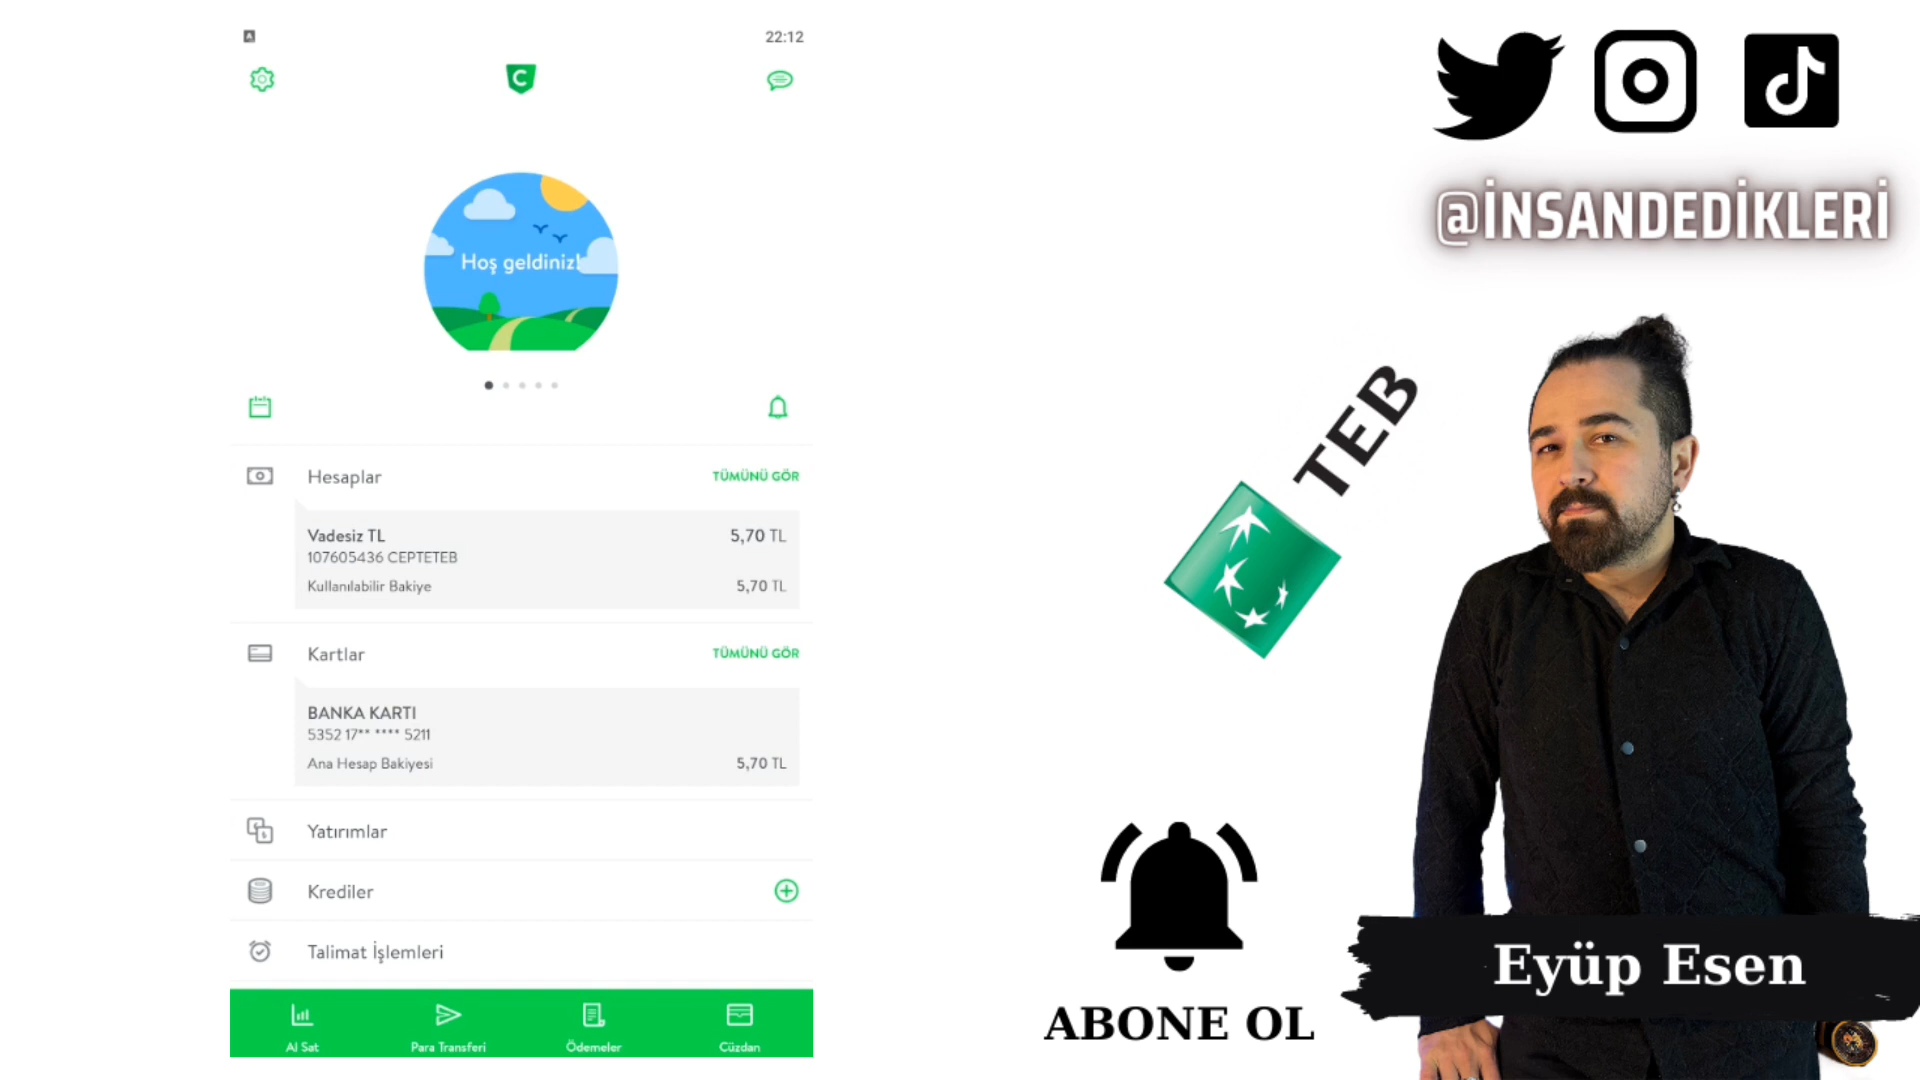 22:12
C
Hoş geldiniz!
Hesaplar
TÜMÜNÜ GÖR
Vadesiz TL
5,70 TL
107605436 CEPTETEB
Kullanılabilir Bakiye
5,70 TL
Kartlar
TÜMÜNÜ GÖR
BANKA KARTI
5352 17** **** 5211
Ana Hesap Bakiyesi
5,70 TL
Yatırımlar
Krediler
Talimat İşlemleri
Al Sat
Para Transferi
Ödemeler
Cüzdan
@İNSANDEDİKLERİ
TEB
ABONE OL
Eyüp Esen